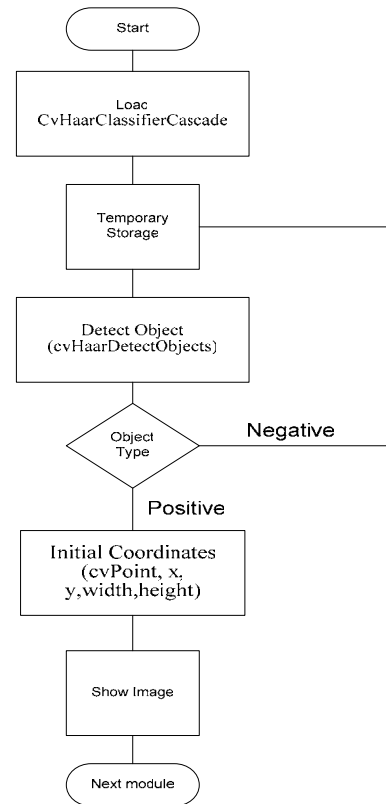 Start
Load
CvHaarClassifierCascade
Temporary
Storage
Detect Object
(cvHaarDetectObjects)
Object
Type
Negative
Positive
Initial Coordinates
(cvPoint, x,
y,width,height)
Show Image
Next module